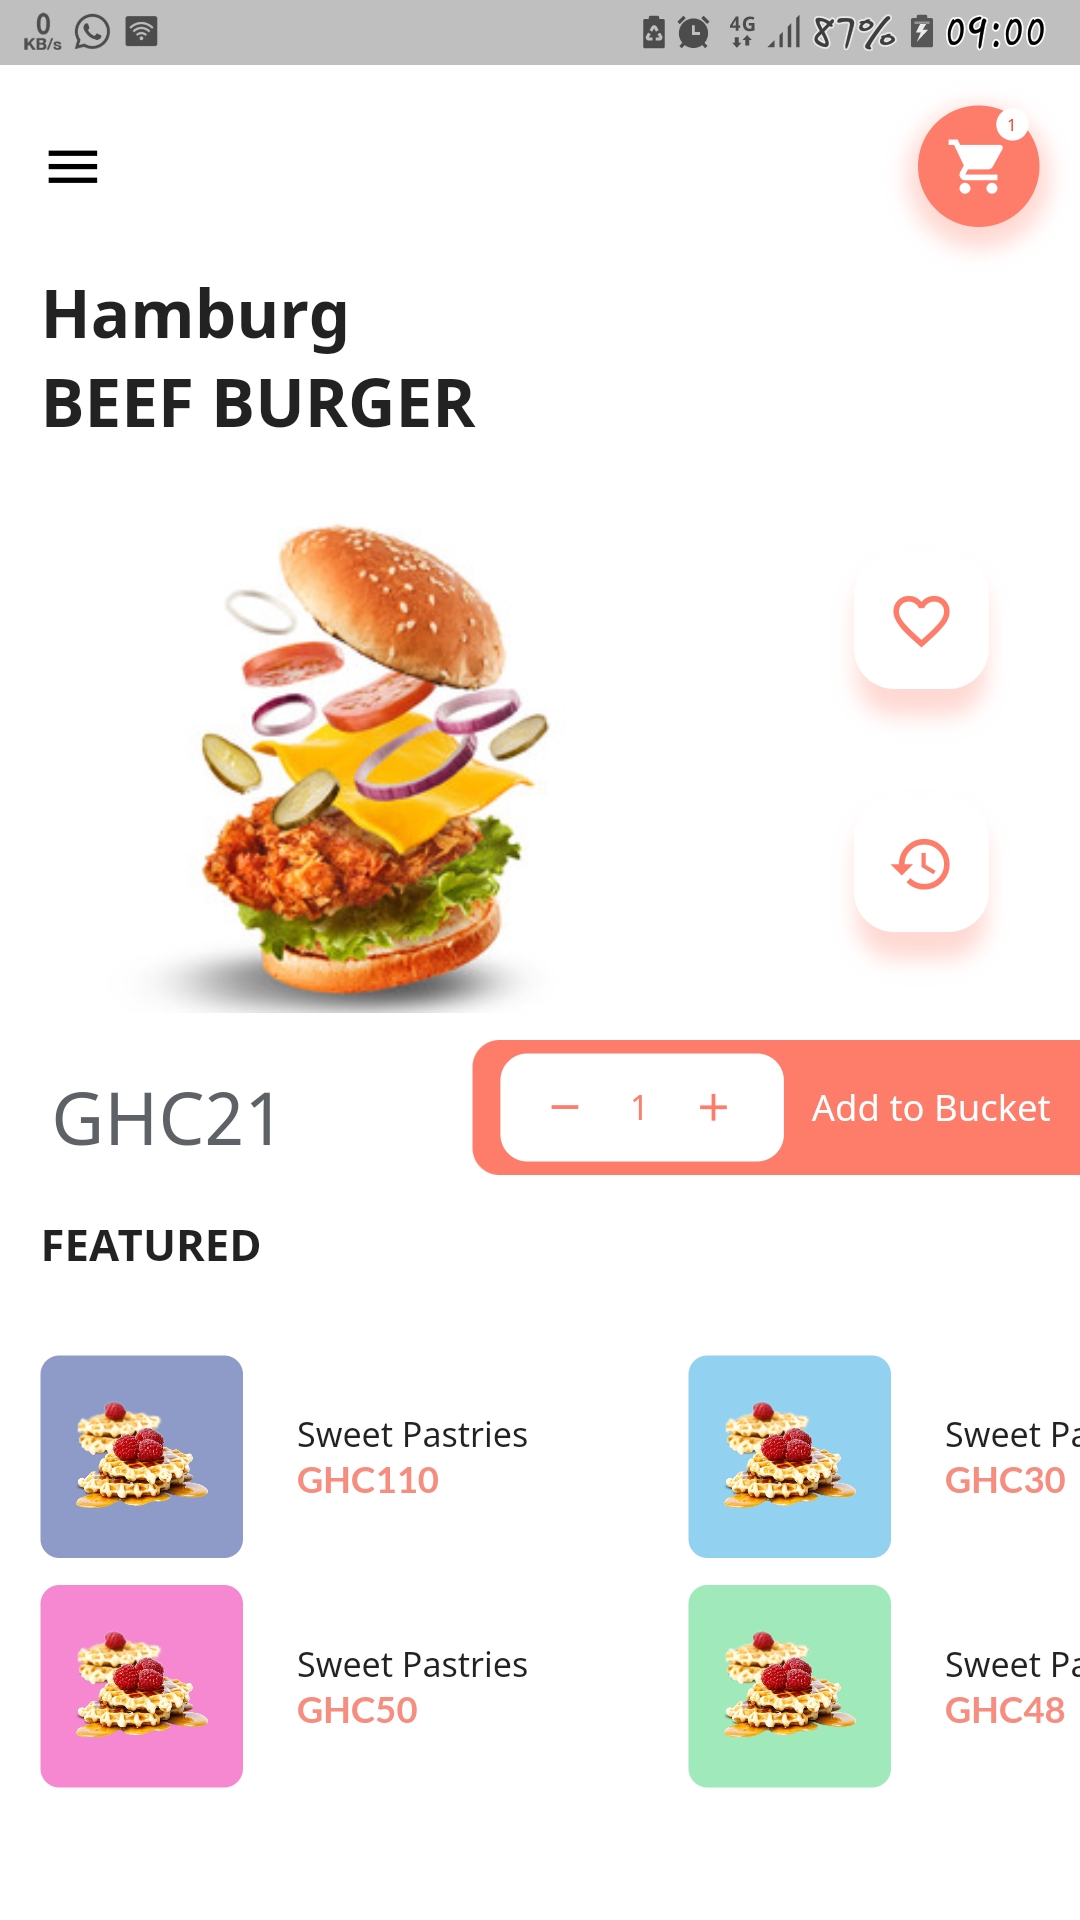 0
KB/s
4G
87%
09:00
1
Hamburg
BEEF BURGER
GHC21
1
Add to Bucket
FEATURED
Sweet Pastries
GHC110
Sweet Pa
GHC30
Sweet Pastries
GHC50
Sweet Pa
GHC48